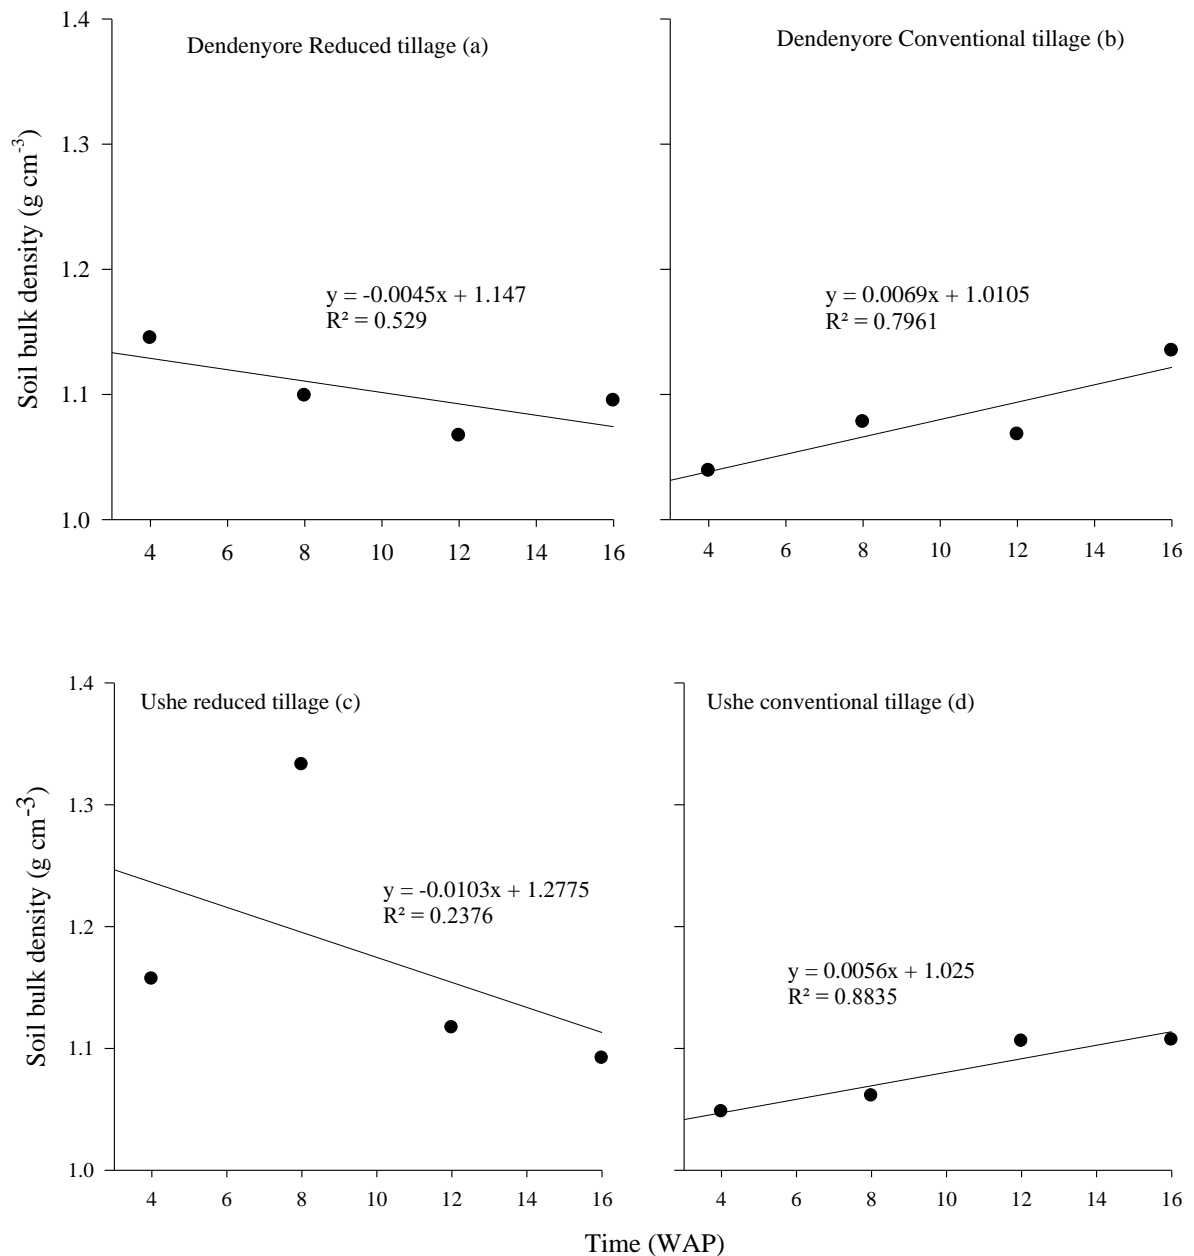 Dendenyore Reduced tillage (a)
Soil bulk density (g cm-3)
1.4
1.3
1.2
1.1
1.0
y = -0.0045x + 1.147
R² = 0.529
4 6 8 10 12 14 16
Dendenyore Conventional tillage (b)
y = 0.0069x + 1.0105
R² = 0.7961
4 6 8 10 12 14 16
Ushe reduced tillage (c)
Soil bulk density (g cm-3)
1.4
1.3
1.2
1.1
1.0
y = -0.0103x + 1.2775
R² = 0.2376
4 6 8 10 12 14 16
Ushe conventional tillage (d)
y = 0.0056x + 1.025
R² = 0.8835
4 6 8 10 12 14 16
Time (WAP)